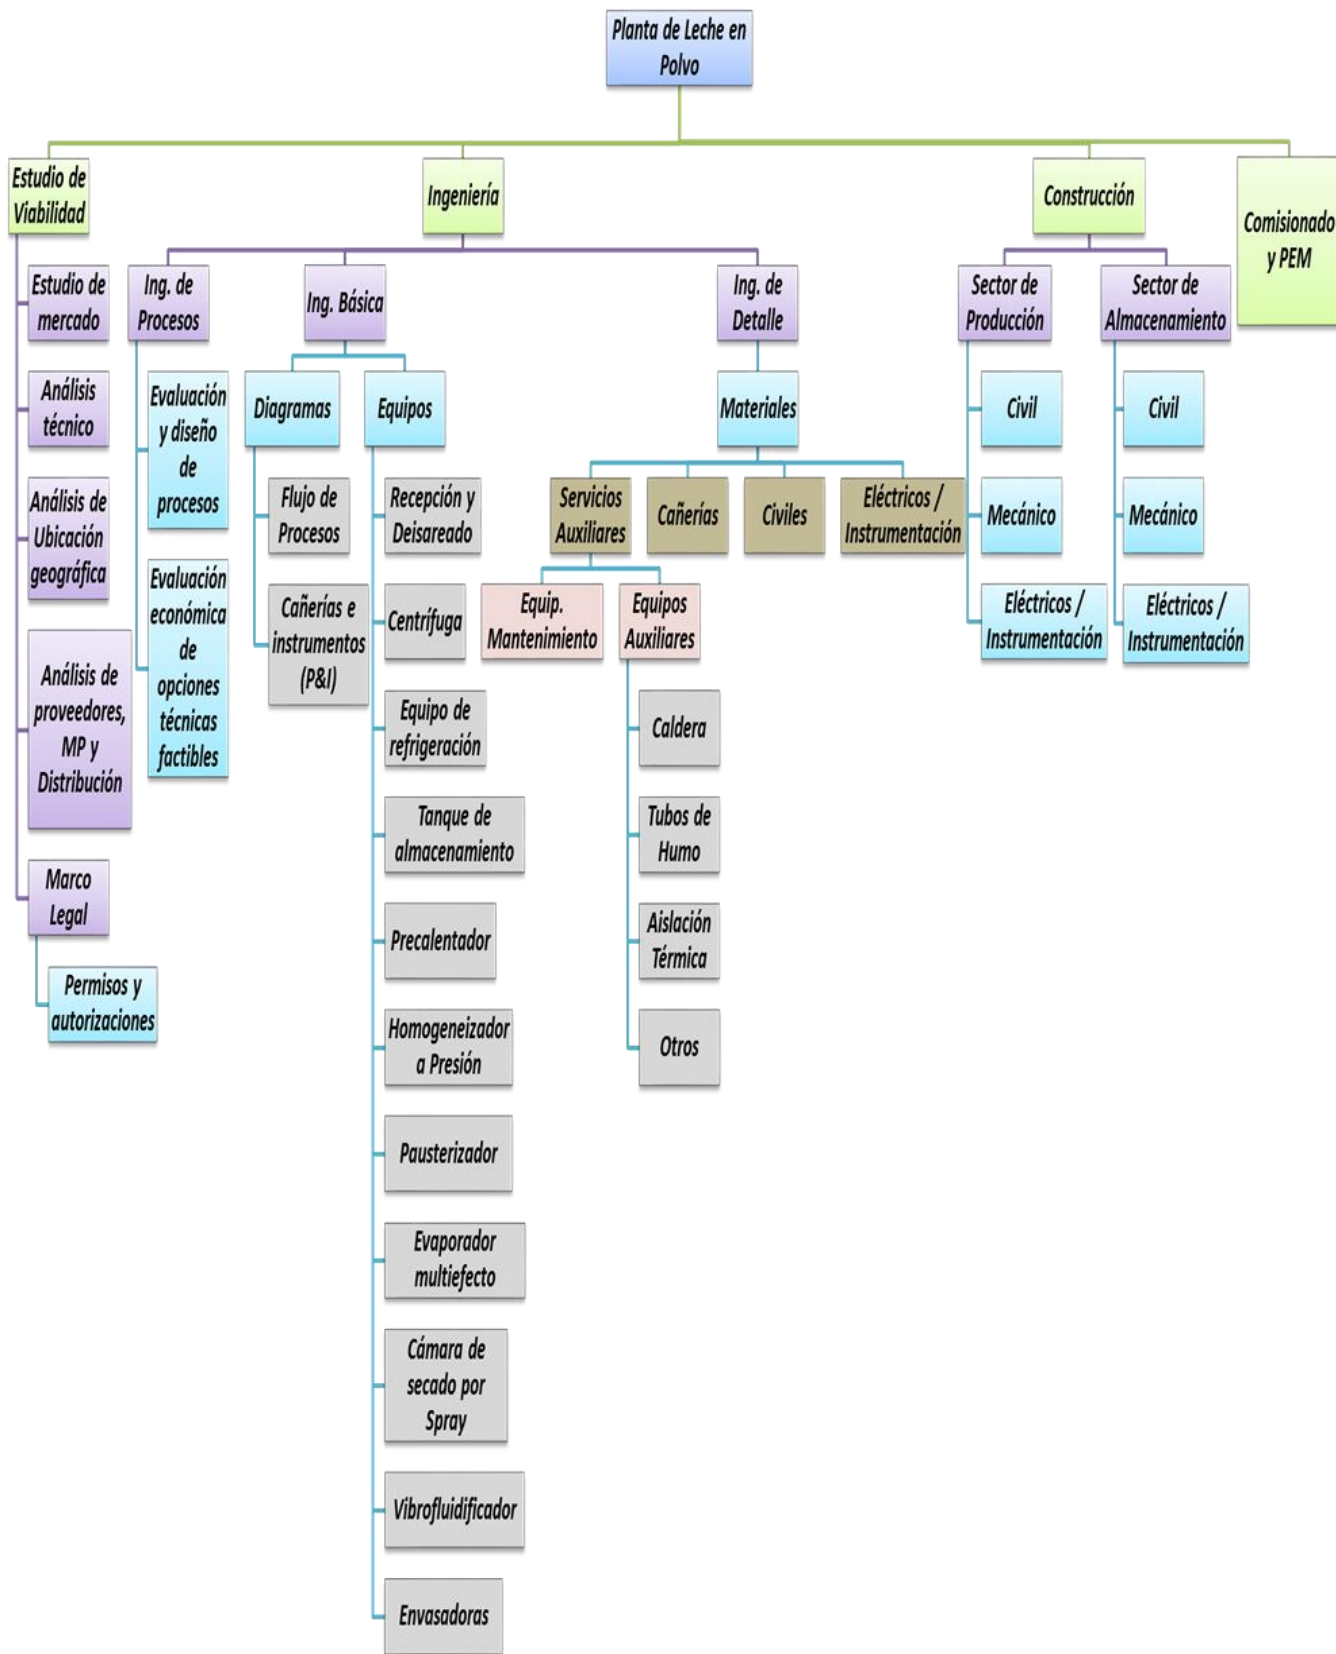 Planta de Leche en
Polvo
Estudio de
Viabilidad
Ingeniería
Construcción
Comisionado
y PEM
Estudio de
mercado
Análisis
técnico
Análisis de
Ubicación
geográfica
Análisis de
proveedores,
MP y
Distribución
Marco
Legal
Permisos y
autorizaciones
Ing. de
Procesos
Evaluación
y diseño
de
procesos
Evaluación
económica
de
opciones
técnicas
factibles
Ing. Básica
Diagramas
Flujo de
Procesos
Cañerías e
instrumentos
(P&I)
Equipos
Recepción y
Deisareado
Centrífuga
Equipo de
refrigeración
Tanque de
almacenamiento
Precalentador
Homogeneizador
a Presión
Pausterizador
Evaporador
multiefecto
Cámara de
secado por
Spray
Vibrofluidificador
Envasadoras
Ing. de
Detalle
Materiales
Servicios
Auxiliares
Equip.
Mantenimiento
Equipos
Auxiliares
Caldera
Tubos de
Humo
Aislación
Térmica
Otros
Cañerías
Civiles
Eléctricos /
Instrumentación
Sector de
Producción
Civil
Mecánico
Eléctricos /
Instrumentación
Sector de
Almacenamiento
Civil
Mecánico
Eléctricos /
Instrumentación